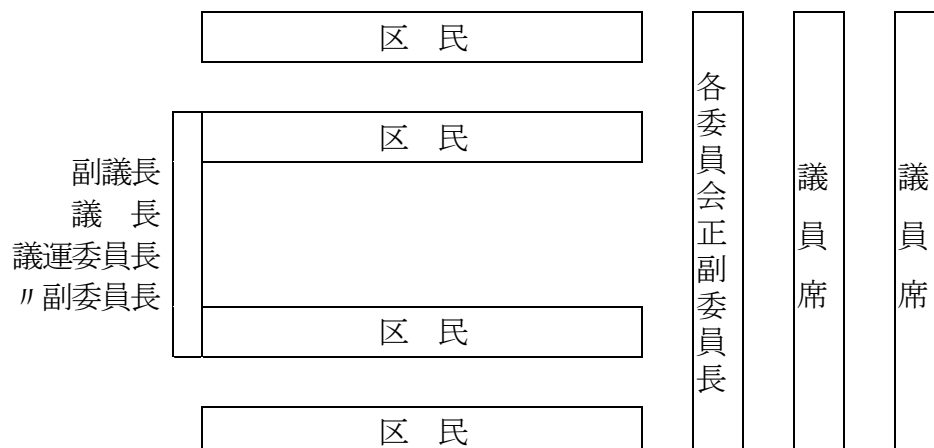 区　民
区　民
副議長
議　長
議運委員長
〃副委員長
区　民
区　民
各委員会正副委員長
議員席
議員席